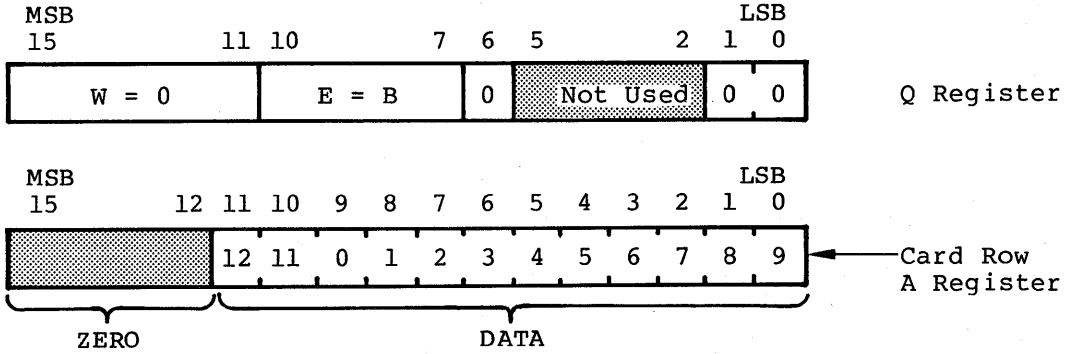 MSB LSB
15 11 10 7 6 5 2 1 0
W = 0 E = B 0 Not Used 0 0 Q Register
MSB LSB
15 12 11 10 9 8 7 6 5 4 3 2 1 0
12 11 0 1 2 3 4 5 6 7 8 9 Card Row
A Register
ZERO DATA